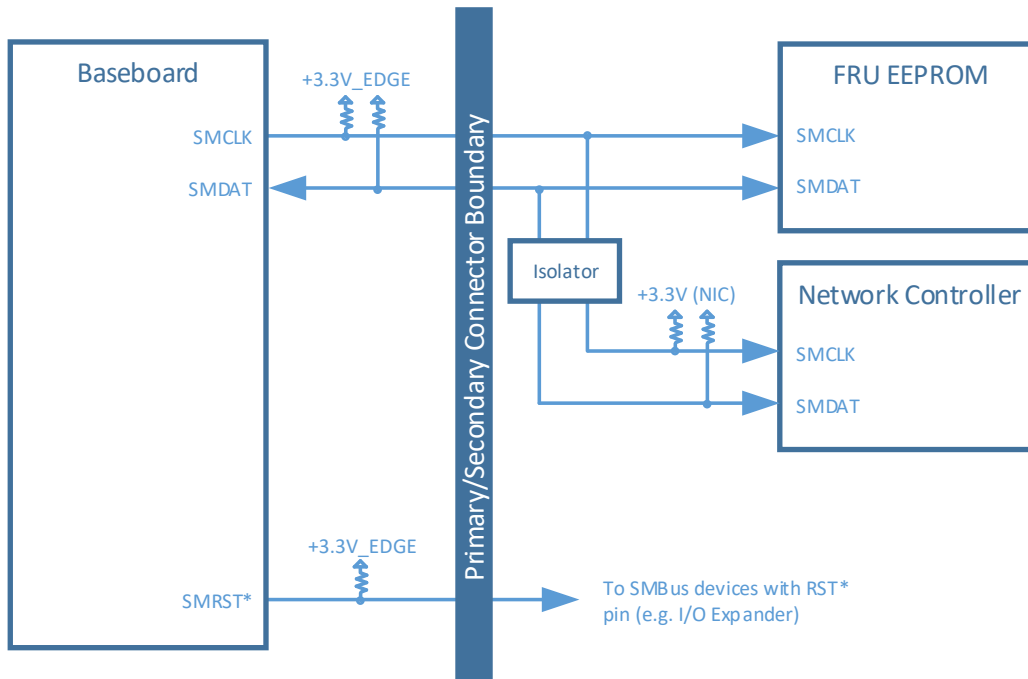 Baseboard
+3.3V_EDGE
SMCLK
SMDAT
+3.3V_EDGE
SMRST*
Primary/Secondary Connector Boundary
FRU EEPROM
SMCLK
SMDAT
Isolator
+3.3V (NIC)
Network Controller
SMCLK
SMDAT
To SMBus devices with RST*
pin (e.g. I/O Expander)